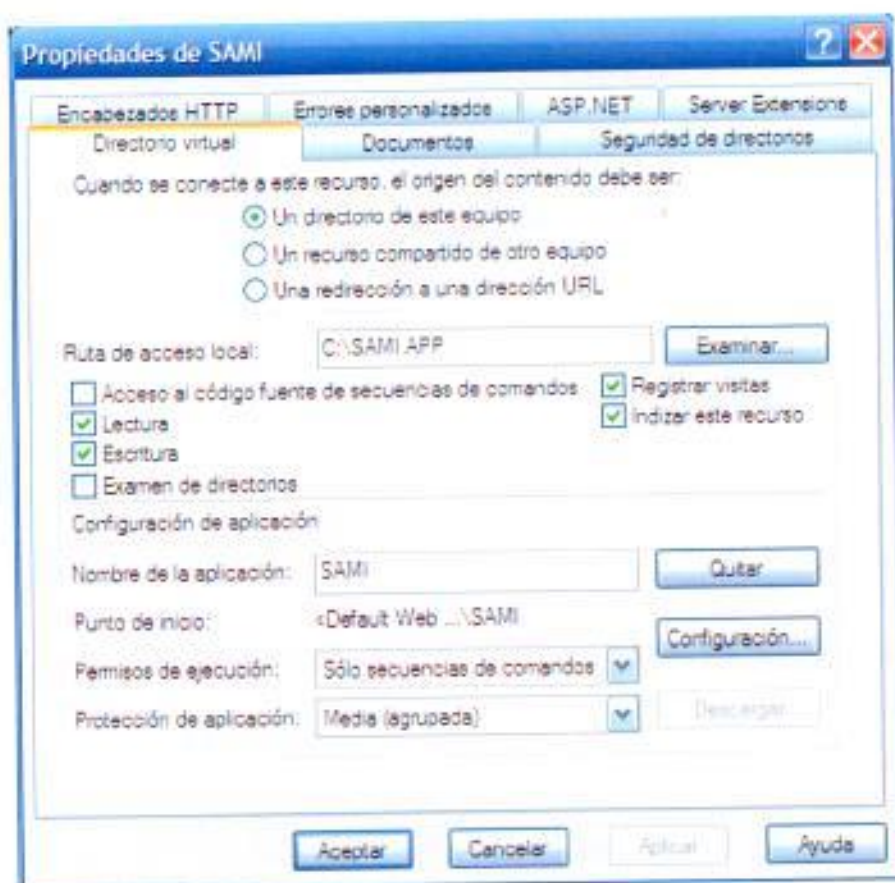 Propiedades de SAMI
Encabezados HTTP Errores personalizados ASP.NET Server Extensions
Directorio virtual Documentos Seguridad de directorios
Cuando se conecte a este recurso, el origen del contenido debe ser:
Un directorio de este equipo
Un recurso compartido de otro equipo
Una redirección a una dirección URL
Ruta de acceso local: C:\SAMI.APP Examinar...
Acceso al código fuente de secuencias de comandos Registrar visitas
Lectura Indizar este recurso
Escritura
Examen de directorios
Configuración de aplicación
Nombre de la aplicación: SAMI Quitar
Punto de inicio: <Default Web ...\SAMI
Configuración...
Permisos de ejecución: Sólo secuencias de comandos
Protección de aplicación: Media (agrupada) Descargar
Aceptar Cancelar Aplicar Ayuda